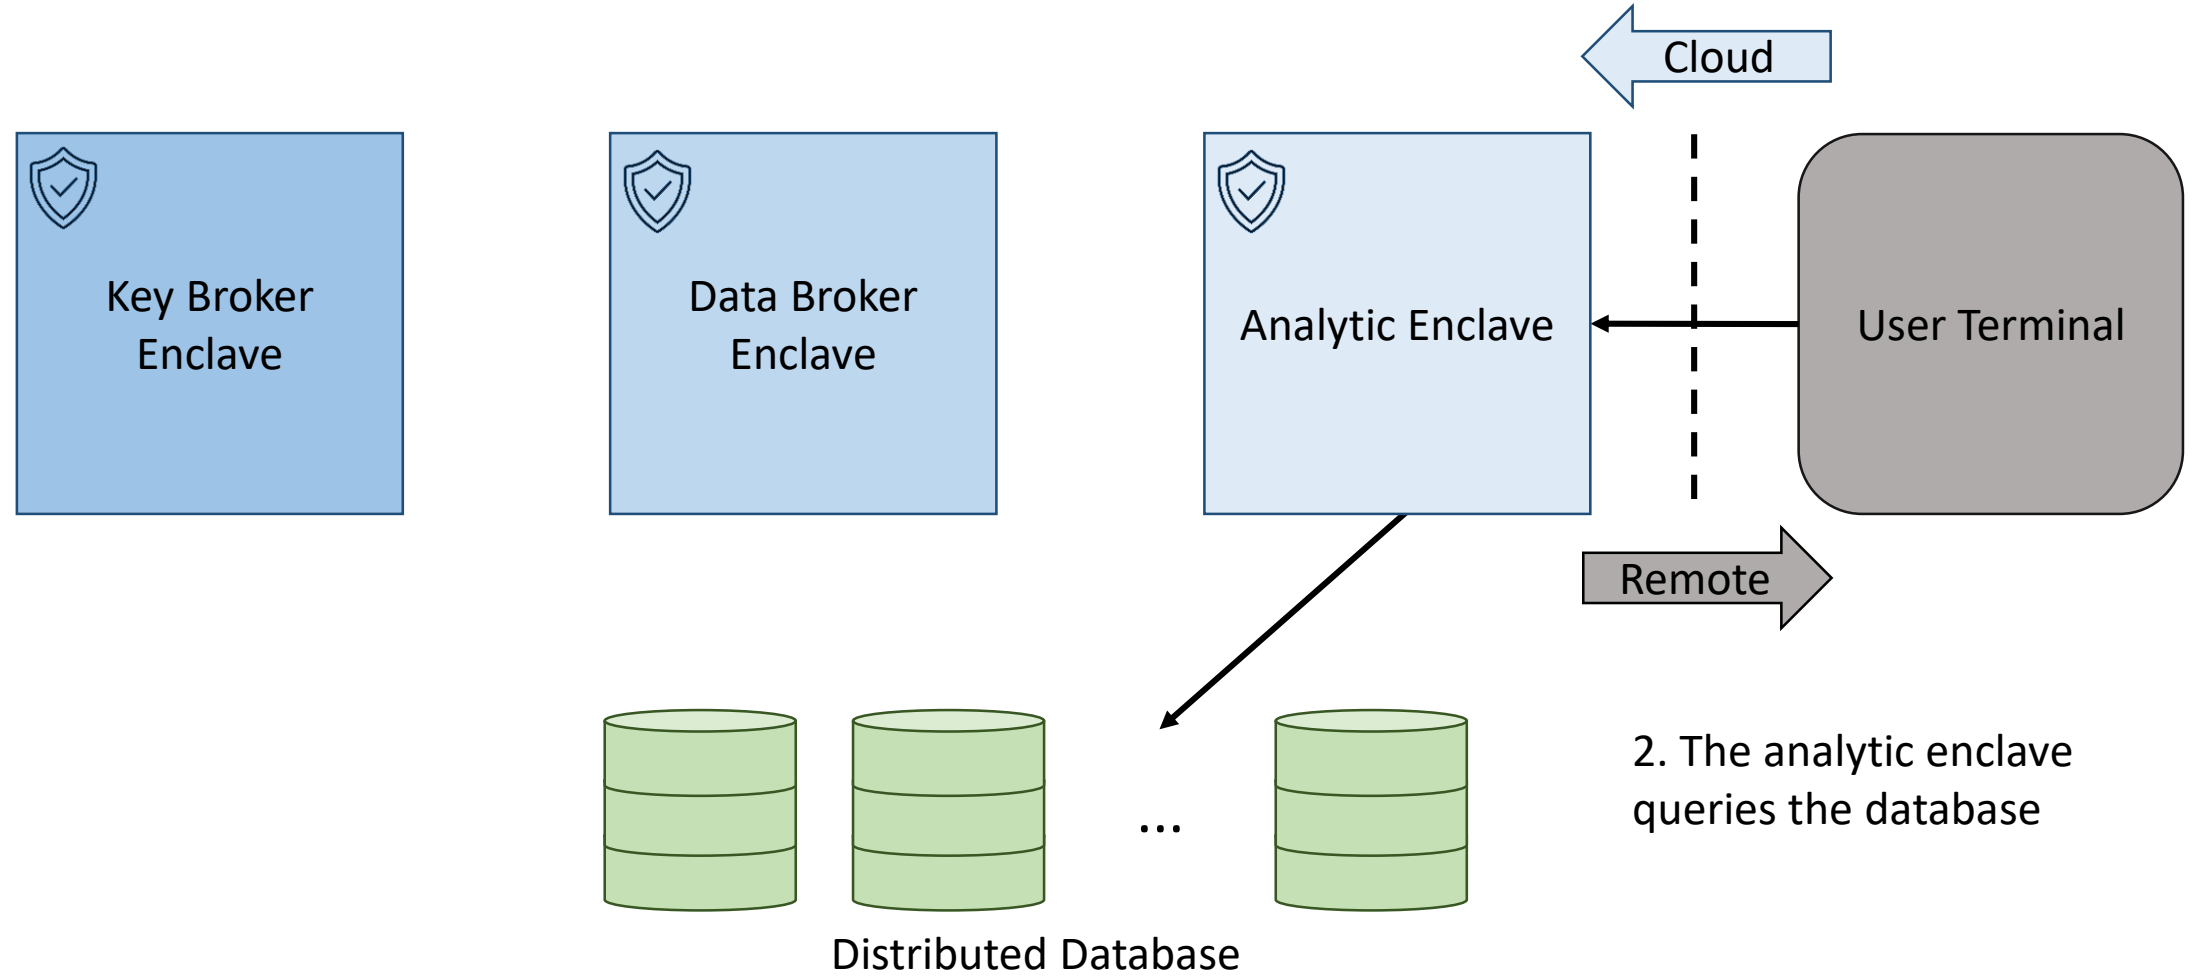 Cloud
Key Broker
Enclave
Data Broker
Enclave
Analytic Enclave
User Terminal
Remote
2. The analytic enclave
queries the database
...
Distributed Database